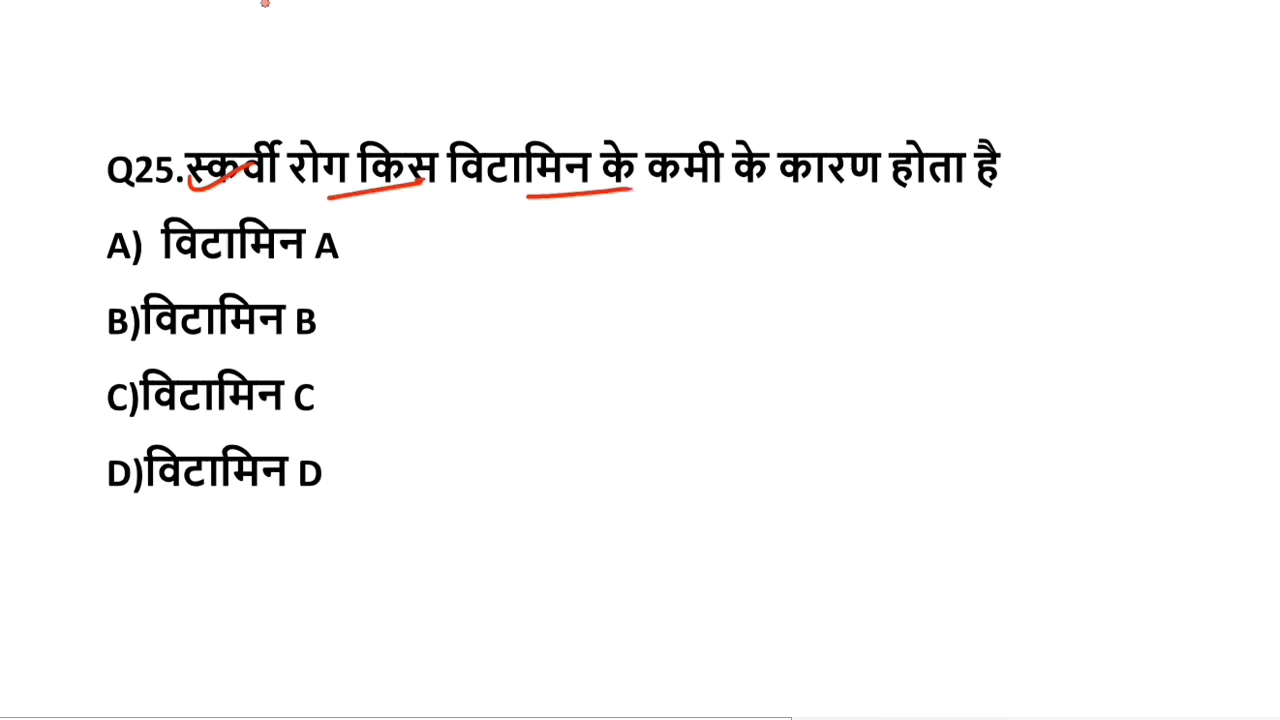 Q25.स्कर्वी रोग किस विटामिन के कमी के कारण होता है
A) विटामिन A
B)विटामिन B
C)विटामिन C
D)विटामिन D